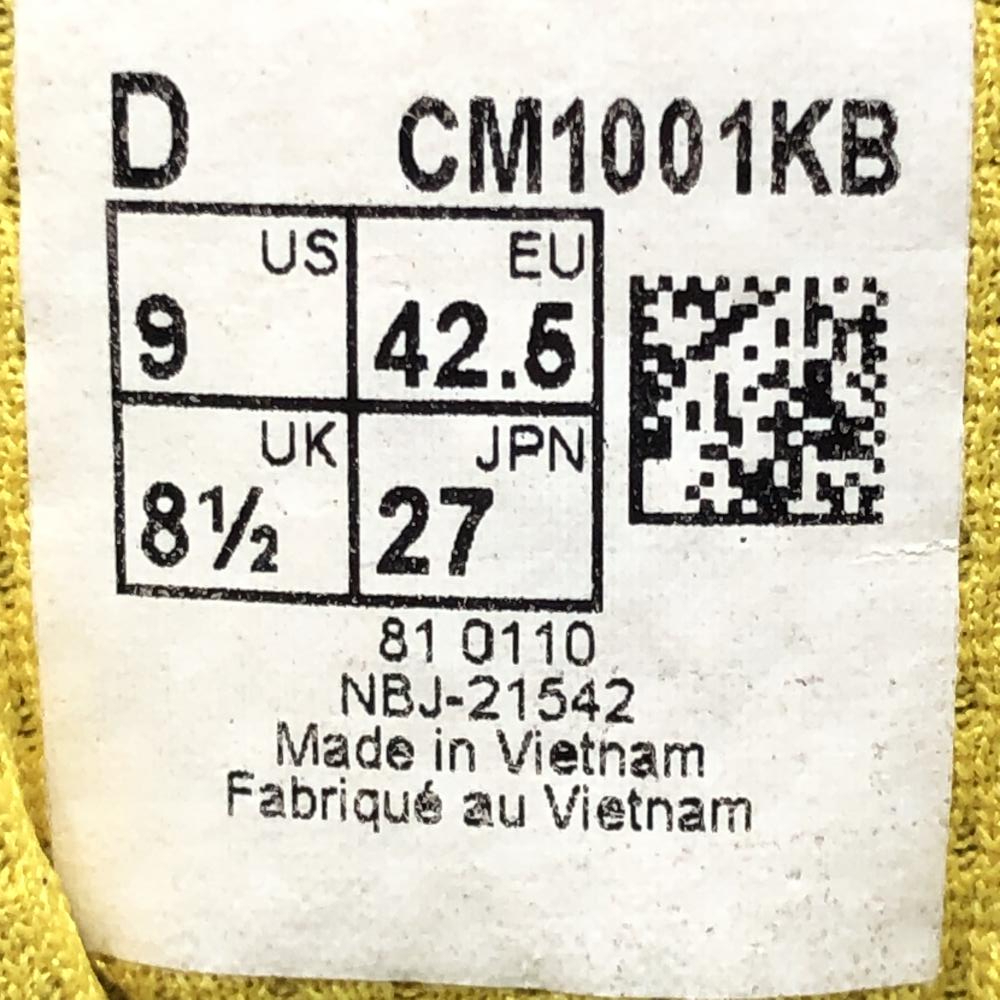 D CM1001KB
US EU
9 42.5
UK JPN
8½ 27
81 0110
NBJ-21542
Made in Vietnam
Fabriqué au Vietnam